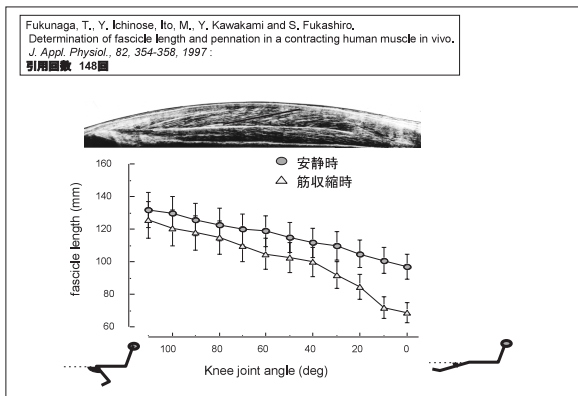 Fukunaga, T., Y. Ichinose, Ito, M., Y. Kawakami and S. Fukashiro.
Determination of fascicle length and pennation in a contracting human muscle in vivo.
J. Appl. Physiol., 82, 354-358, 1997 :
引用回数 148回
安静時
筋収縮時
fascicle length (mm)
160
140
120
100
80
60
100 80 60 40 20 0
Knee joint angle (deg)